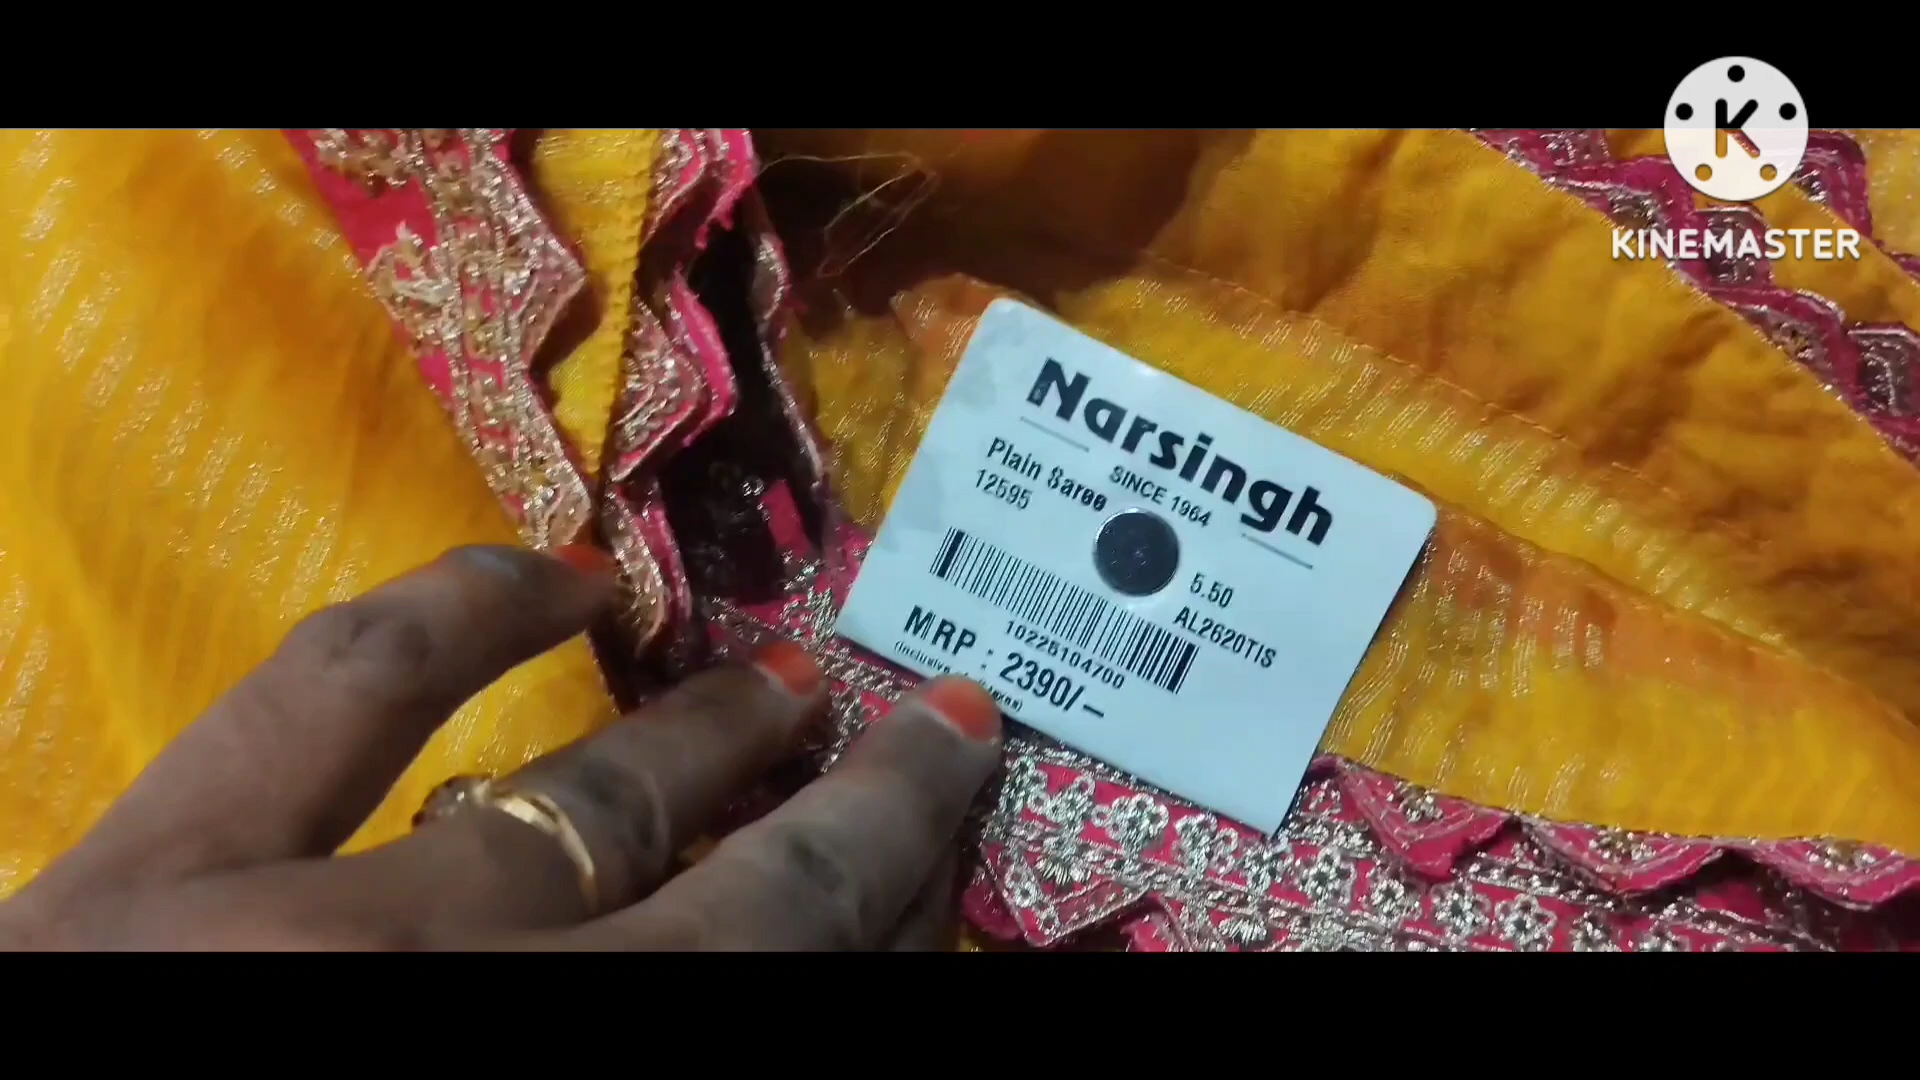 KINEMASTER
Narsingh
SINCE 1964
Plain Saree
12595
5.50
AL2620TIS
10225104700
MRP : 2390/-